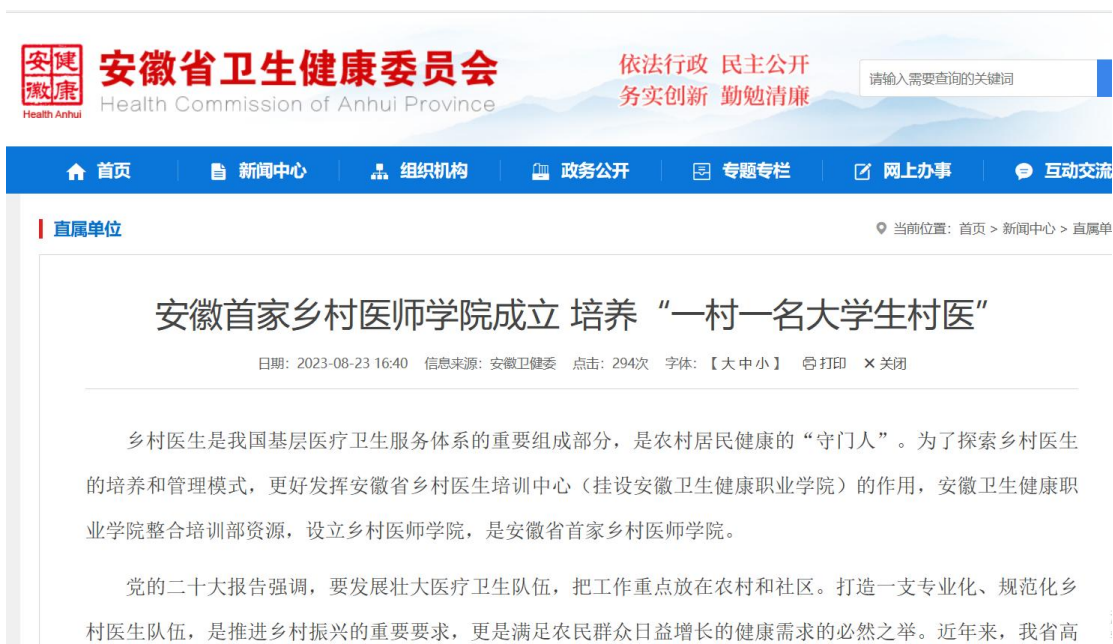 安徽健康
Health Anhui
安徽省卫生健康委员会
Health Commission of Anhui Province
依法行政 民主公开
务实创新 勤勉清廉
请输入需要查询的关键词
首页 新闻中心 组织机构 政务公开 专题专栏 网上办事 互动交流
直属单位
当前位置：首页 > 新闻中心 > 直属单
安徽首家乡村医师学院成立 培养“一村一名大学生村医”
日期：2023-08-23 16:40 信息来源：安徽卫健委 点击：294次 字体：【 大 中 小 】 打印 ✕ 关闭
乡村医生是我国基层医疗卫生服务体系的重要组成部分，是农村居民健康的“守门人”。为了探索乡村医生
的培养和管理模式，更好发挥安徽省乡村医生培训中心（挂设安徽卫生健康职业学院）的作用，安徽卫生健康职
业学院整合培训部资源，设立乡村医师学院，是安徽省首家乡村医师学院。
党的二十大报告强调，要发展壮大医疗卫生队伍，把工作重点放在农村和社区。打造一支专业化、规范化乡
村医生队伍，是推进乡村振兴的重要要求，更是满足农民群众日益增长的健康需求的必然之举。近年来，我省高